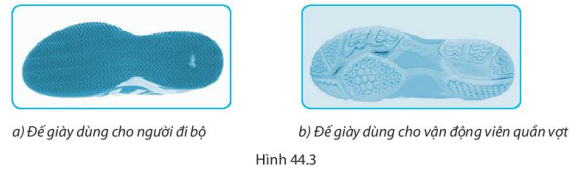 a) Đế giày dùng cho người đi bộ
b) Đế giày dùng cho vận động viên quần vợt
Hình 44.3